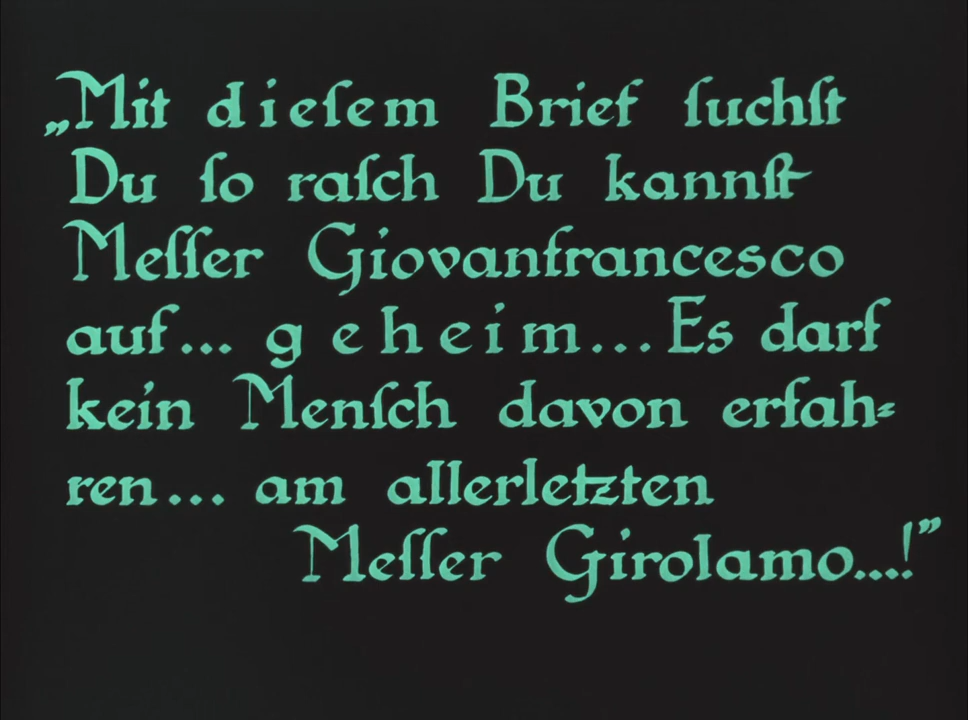 „Mit dieſem Brief ſuchſt
Du ſo raſch Du kannſt
Meſſer Giovanfrancesco
auf... geheim... Es darf
kein Menſch davon erfah⸗
ren... am allerletzten
Meſſer Girolamo...!”